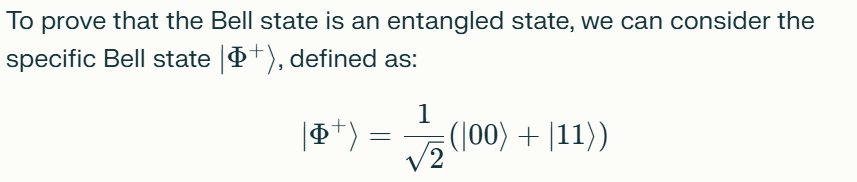 To prove that the Bell state is an entangled state, we can consider the
specific Bell state |Φ⁺⟩, defined as:
|Φ⁺⟩ = 1/√2 (|00⟩ + |11⟩)